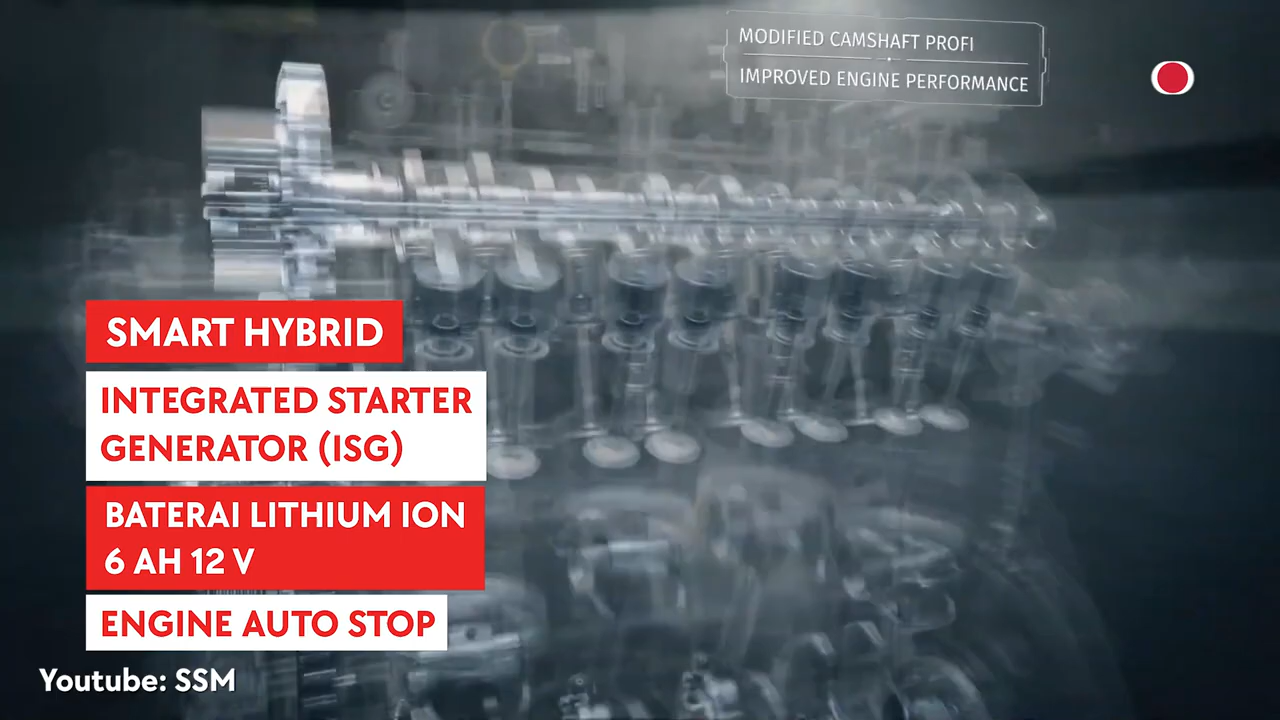 MODIFIED CAMSHAFT PROFI
IMPROVED ENGINE PERFORMANCE
SMART HYBRID
INTEGRATED STARTER
GENERATOR (ISG)
BATERAI LITHIUM ION
6 AH 12 V
ENGINE AUTO STOP
Youtube: SSM